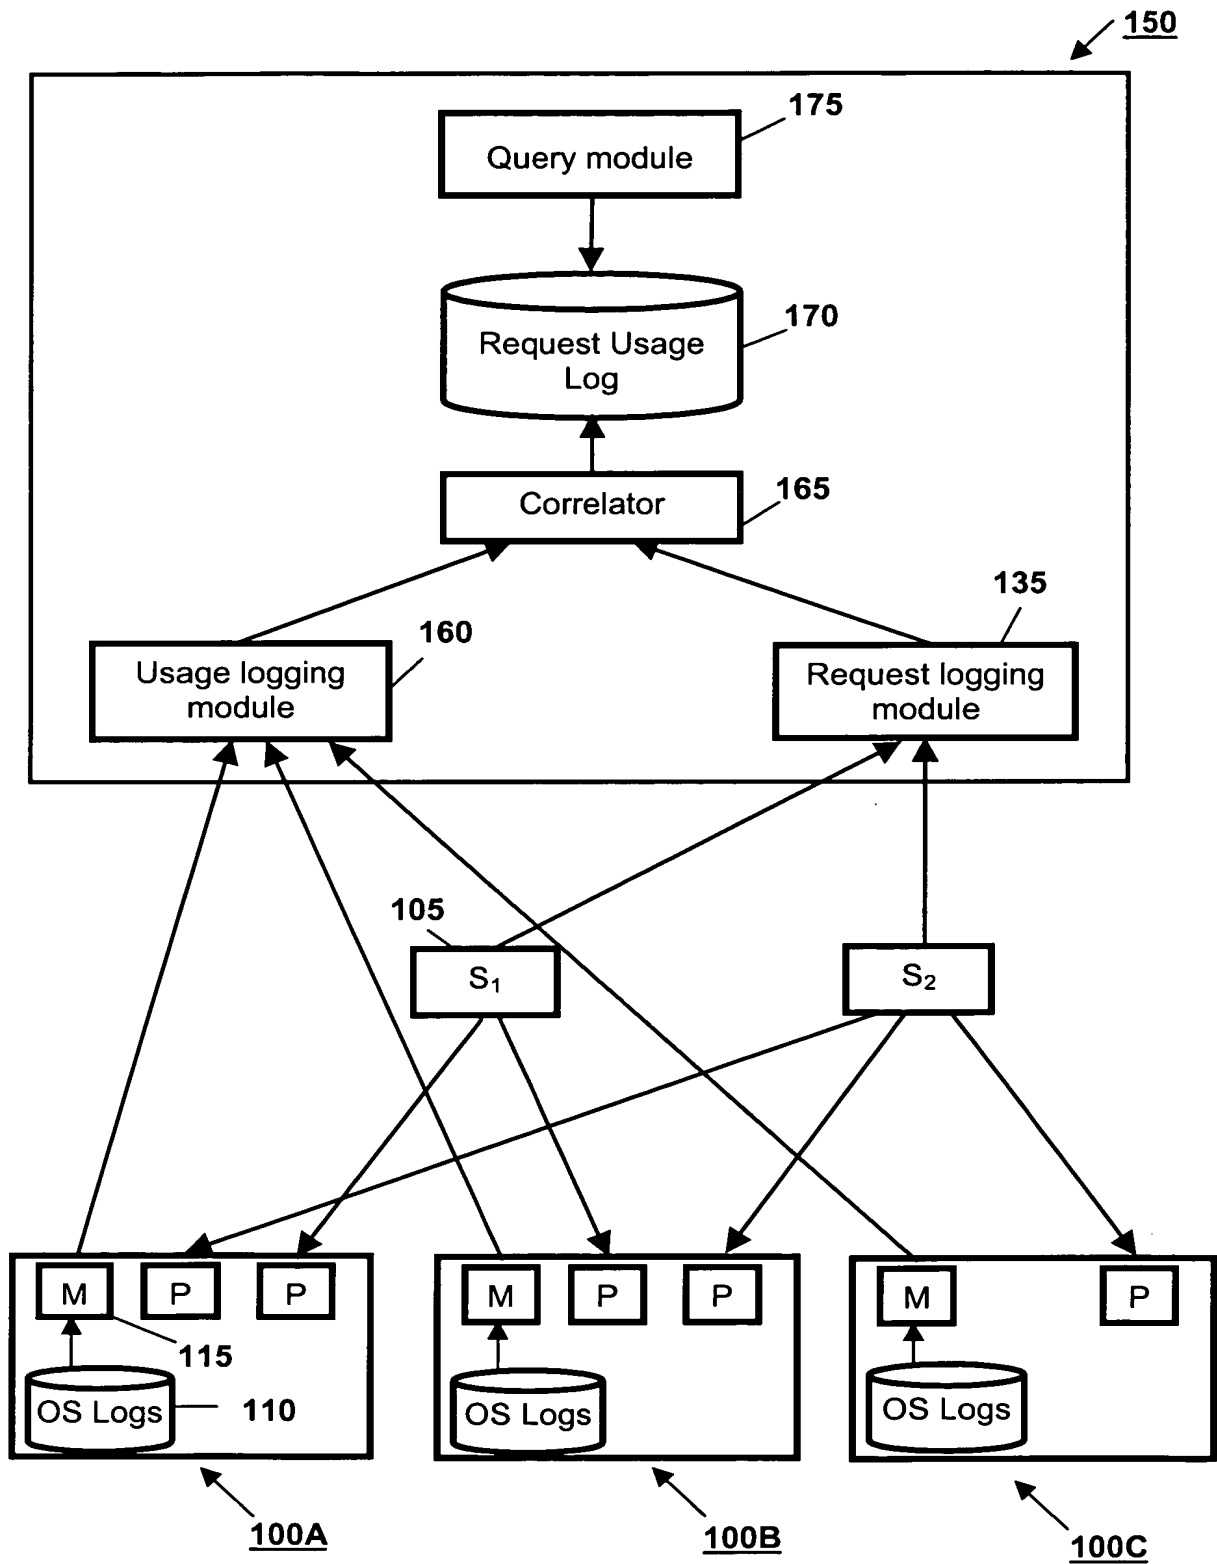 150
175
Query module
170
Request Usage
Log
165
Correlator
135
160
Usage logging
module
Request logging
module
105
S₁
S₂
M
P
P
M
P
P
M
P
115
OS Logs
110
OS Logs
OS Logs
100A
100B
100C